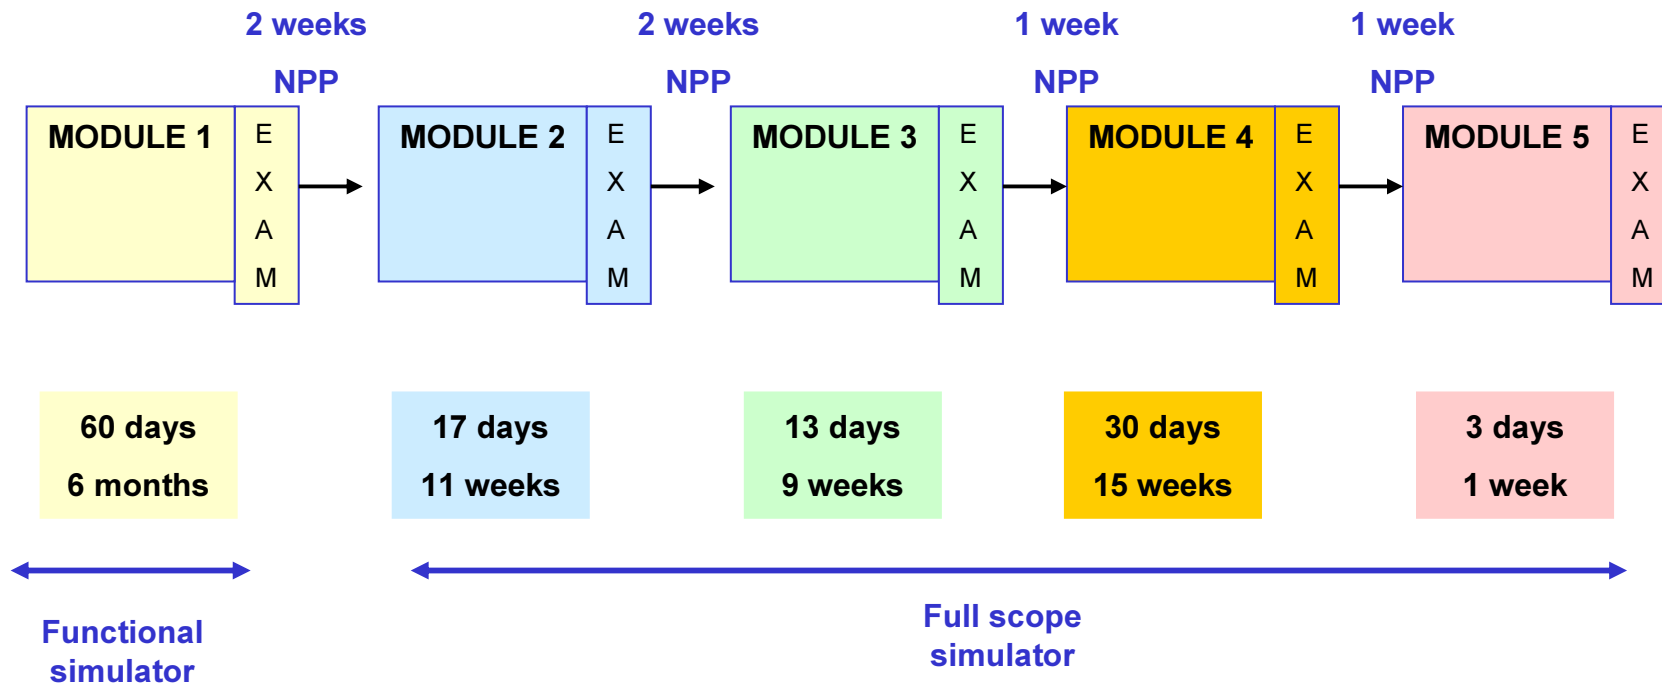 2 weeks
2 weeks
1 week
1 week
NPP
NPP
NPP
NPP
MODULE 1
E
X
A
M
MODULE 2
E
X
A
M
MODULE 3
E
X
A
M
MODULE 4
E
X
A
M
MODULE 5
E
X
A
M
60 days
6 months
17 days
11 weeks
13 days
9 weeks
30 days
15 weeks
3 days
1 week
Functional
simulator
Full scope
simulator